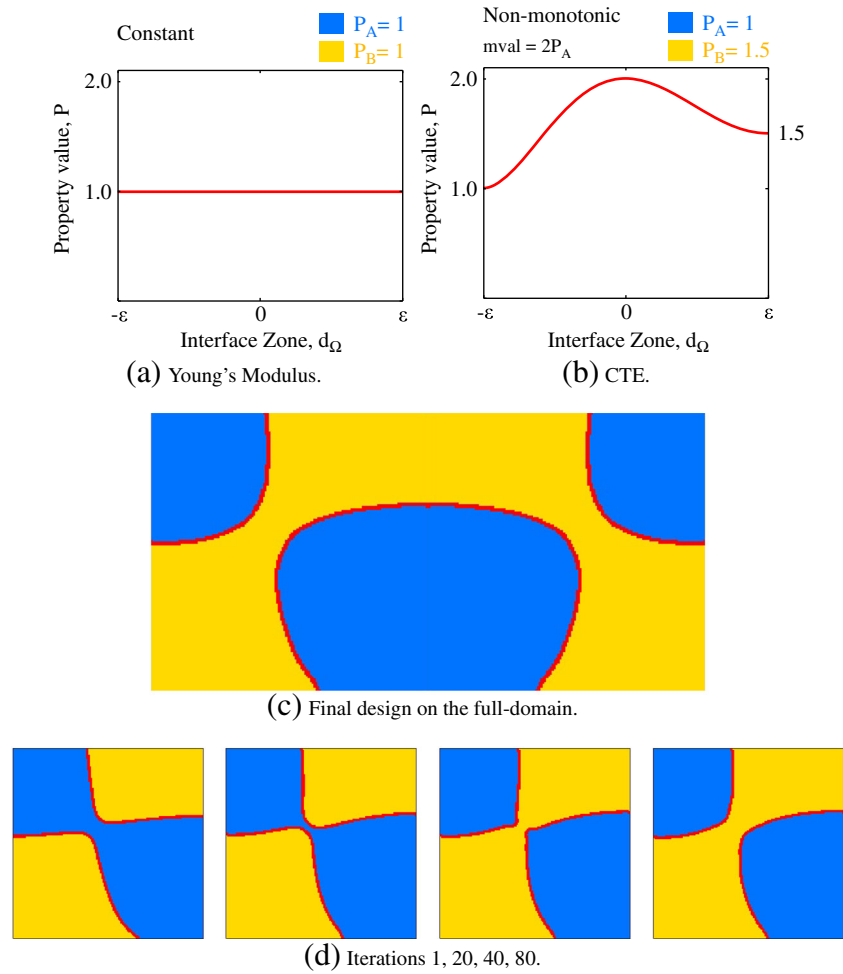 Constant
P_A= 1
P_B= 1
2.0
1.0
Property value, P
-ε 0 ε
Interface Zone, d_Ω
(a) Young's Modulus.
Non-monotonic
mval = 2P_A
P_A= 1
P_B= 1.5
2.0
1.5
1.0
Property value, P
-ε 0 ε
Interface Zone, d_Ω
(b) CTE.
(c) Final design on the full-domain.
(d) Iterations 1, 20, 40, 80.